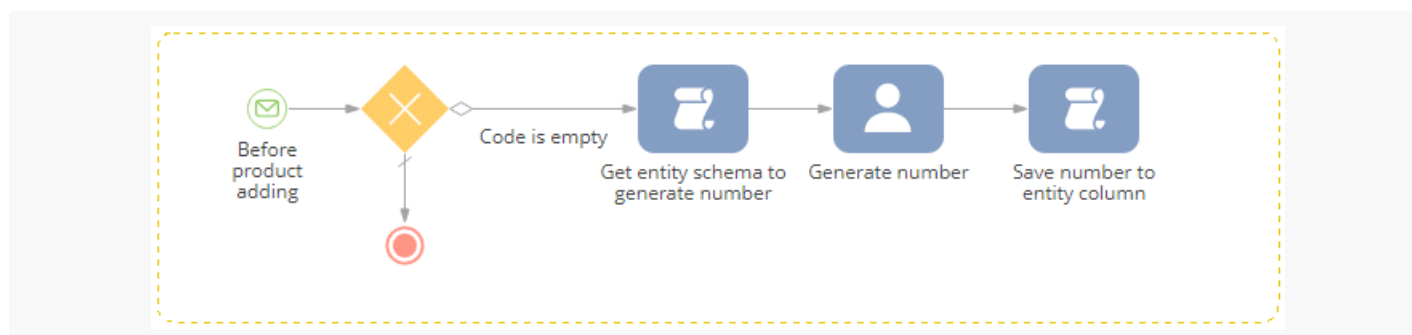 Before
product
adding
Code is empty
Get entity schema to
generate number
Generate number
Save number to
entity column